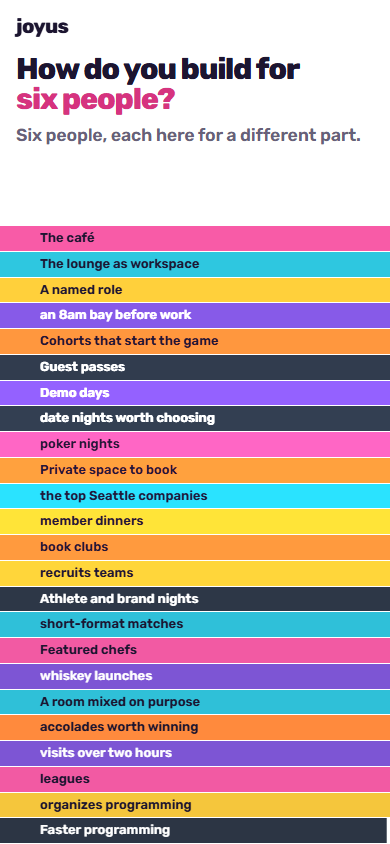 joyus
How do you build for
six people?
Six people, each here for a different part.
The café
The lounge as workspace
A named role
an 8am bay before work
Cohorts that start the game
Guest passes
Demo days
date nights worth choosing
poker nights
Private space to book
the top Seattle companies
member dinners
book clubs
recruits teams
Athlete and brand nights
short-format matches
Featured chefs
whiskey launches
A room mixed on purpose
accolades worth winning
visits over two hours
leagues
organizes programming
Faster programming